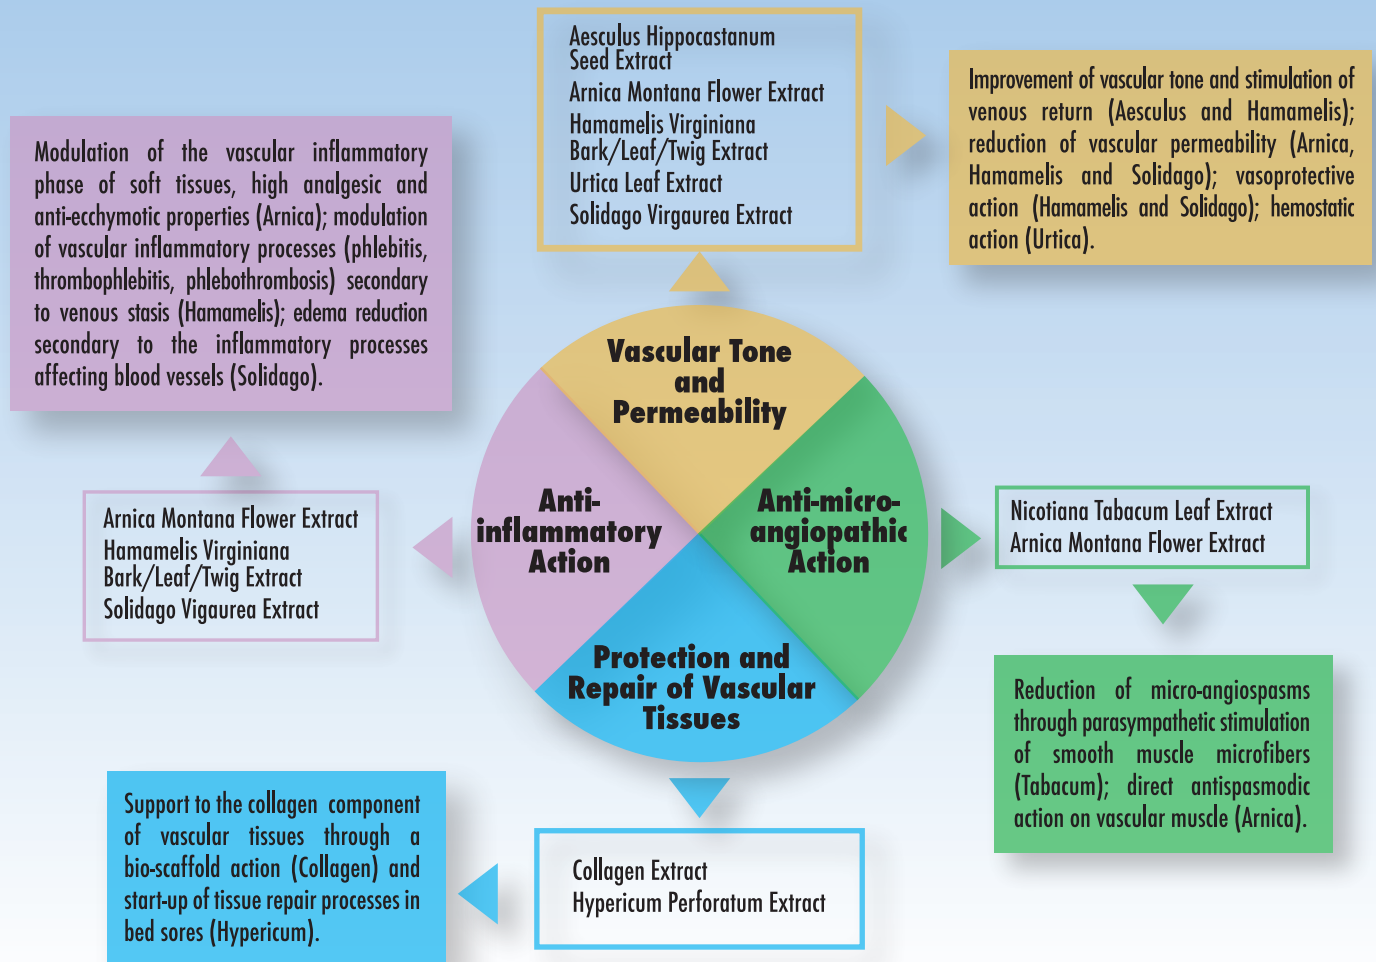 Aesculus Hippocastanum
Seed Extract
Arnica Montana Flower Extract
Hamamelis Virginiana
Bark/Leaf/Twig Extract
Urtica Leaf Extract
Solidago Virgaurea Extract
Improvement of vascular tone and stimulation of
venous return (Aesculus and Hamamelis);
reduction of vascular permeability (Arnica,
Hamamelis and Solidago); vasoprotective
action (Hamamelis and Solidago); hemostatic
action (Urtica).
Modulation of the vascular inflammatory
phase of soft tissues, high analgesic and
anti-ecchymotic properties (Arnica); modulation
of vascular inflammatory processes (phlebitis,
thrombophlebitis, phlebothrombosis) secondary
to venous stasis (Hamamelis); edema reduction
secondary to the inflammatory processes
affecting blood vessels (Solidago).
Vascular Tone
and
Permeability
Anti-
inflammatory
Action
Anti-micro-
angiopathic
Action
Protection and
Repair of Vascular
Tissues
Arnica Montana Flower Extract
Hamamelis Virginiana
Bark/Leaf/Twig Extract
Solidago Vigaurea Extract
Nicotiana Tabacum Leaf Extract
Arnica Montana Flower Extract
Reduction of micro-angiospasms
through parasympathetic stimulation
of smooth muscle microfibers
(Tabacum); direct antispasmodic
action on vascular muscle (Arnica).
Support to the collagen component
of vascular tissues through a
bio-scaffold action (Collagen) and
start-up of tissue repair processes in
bed sores (Hypericum).
Collagen Extract
Hypericum Perforatum Extract